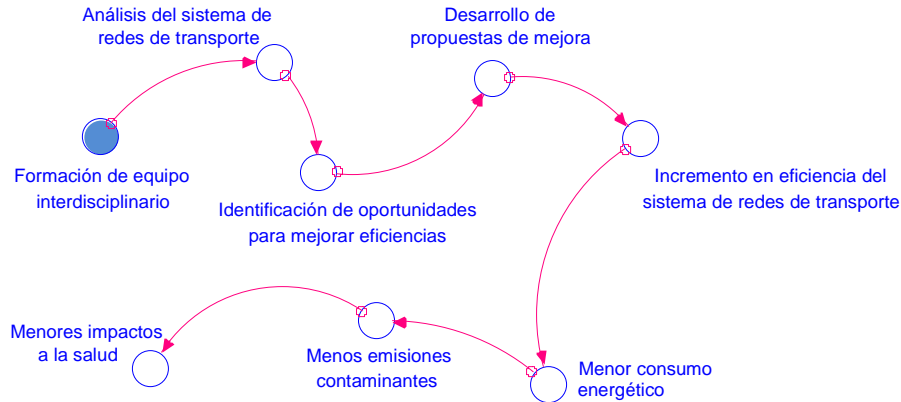 Análisis del sistema de
redes de transporte
Desarrollo de
propuestas de mejora
Formación de equipo
interdisciplinario
Identificación de oportunidades
para mejorar eficiencias
Incremento en eficiencia del
sistema de redes de transporte
Menores impactos
a la salud
Menos emisiones
contaminantes
Menor consumo
energético